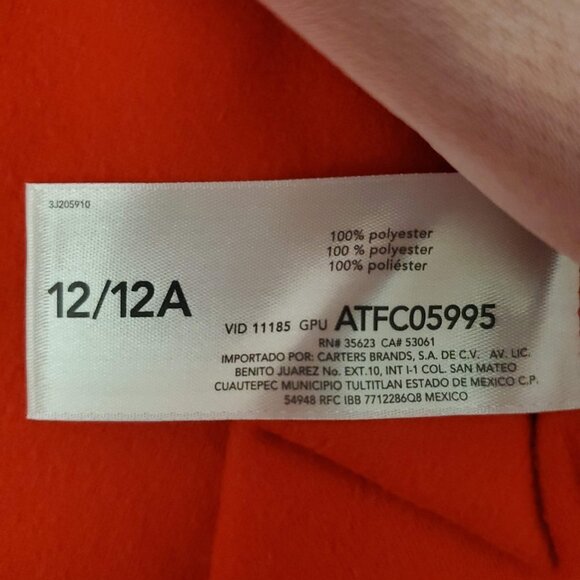 3J205910
100% polyester
100 % polyester
100% poliéster
12/12A
VID 11185 GPU ATFC05995
RN# 35623 CA# 53061
IMPORTADO POR: CARTERS BRANDS, S.A. DE C.V. AV. LIC.
BENITO JUAREZ No. EXT.10, INT I-1 COL. SAN MATEO
CUAUTEPEC MUNICIPIO TULTITLAN ESTADO DE MEXICO C.P.
54948 RFC IBB 7712286Q8 MEXICO